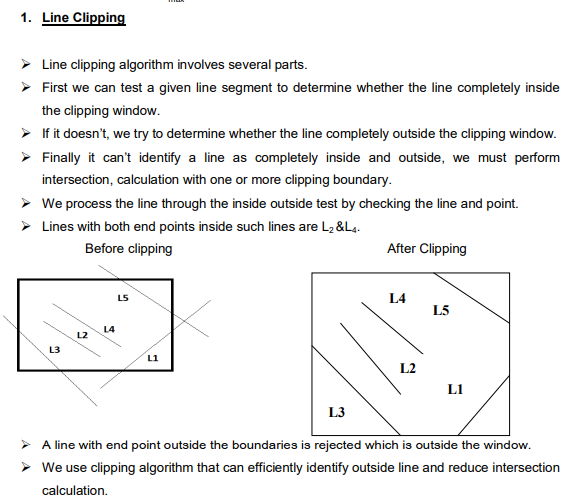 max
1. Line Clipping
➢ Line clipping algorithm involves several parts.
➢ First we can test a given line segment to determine whether the line completely inside
the clipping window.
➢ If it doesn't, we try to determine whether the line completely outside the clipping window.
➢ Finally it can't identify a line as completely inside and outside, we must perform
intersection, calculation with one or more clipping boundary.
➢ We process the line through the inside outside test by checking the line and point.
➢ Lines with both end points inside such lines are L₂ &L₄.
Before clipping After Clipping
L5
L4
L2
L3
L1
L4
L5
L2
L1
L3
➢ A line with end point outside the boundaries is rejected which is outside the window.
➢ We use clipping algorithm that can efficiently identify outside line and reduce intersection
calculation.